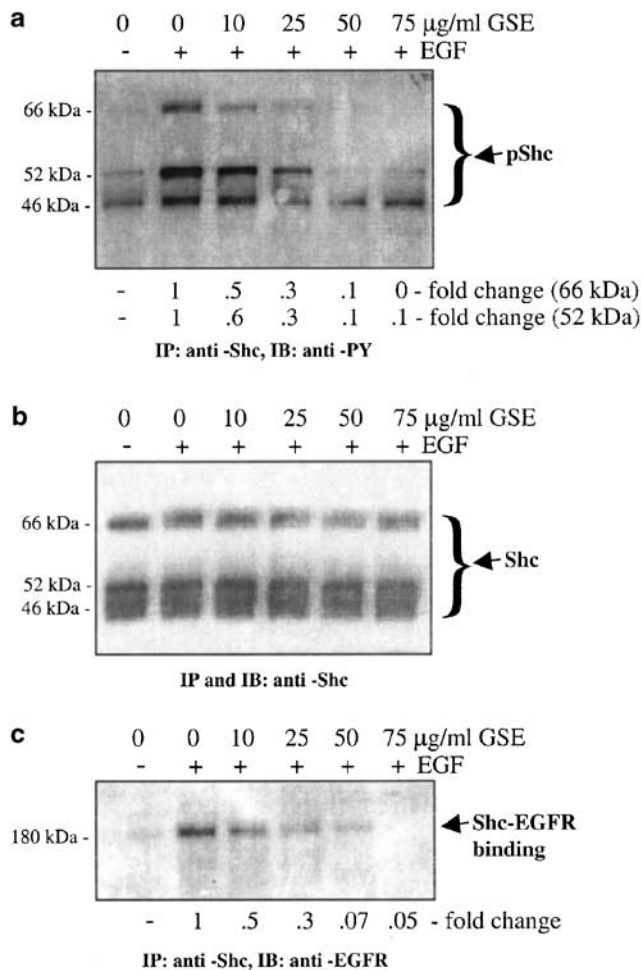 a
0 0 10 25 50 75 μg/ml GSE
- + + + + + EGF
66 kDa -
52 kDa -
46 kDa -
pShc
- 1 .5 .3 .1 0 - fold change (66 kDa)
- 1 .6 .3 .1 .1 - fold change (52 kDa)
IP: anti -Shc, IB: anti -PY
b
0 0 10 25 50 75 μg/ml GSE
- + + + + + EGF
66 kDa -
52 kDa -
46 kDa -
Shc
IP and IB: anti -Shc
c
0 0 10 25 50 75 μg/ml GSE
- + + + + + EGF
180 kDa -
Shc-EGFR
binding
- 1 .5 .3 .07 .05 - fold change
IP: anti -Shc, IB: anti -EGFR